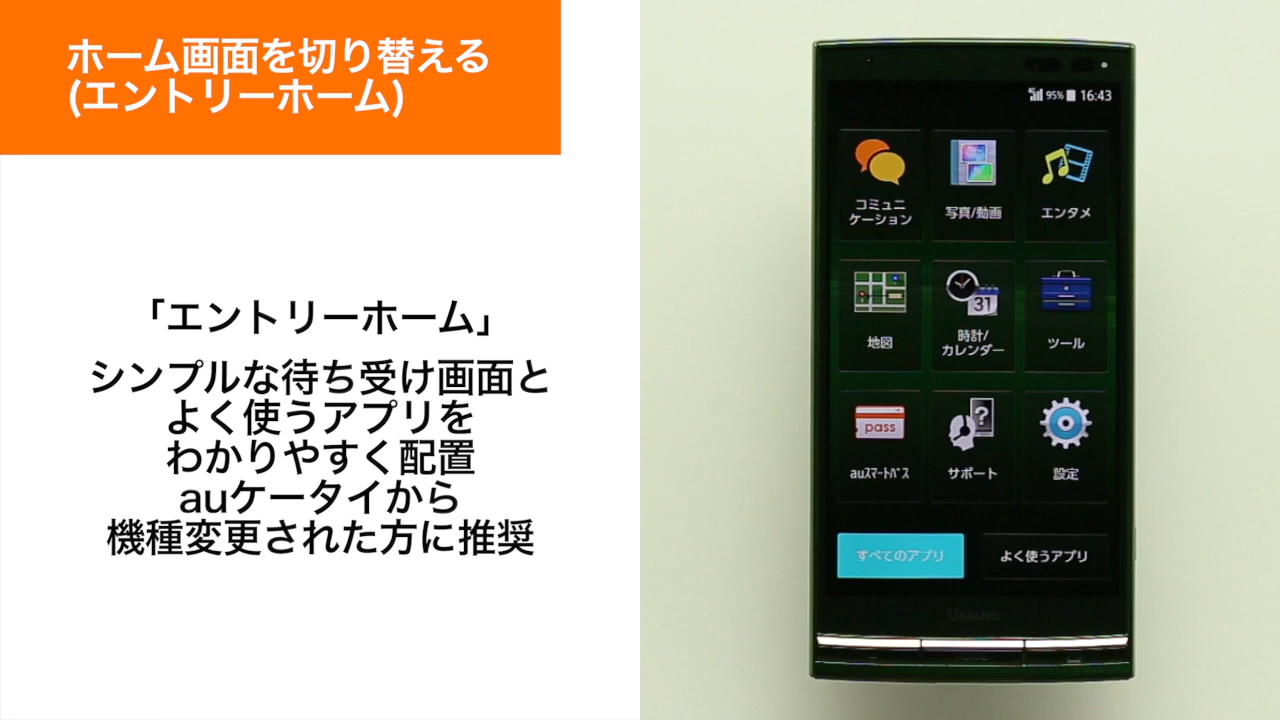 ホーム画面を切り替える
(エントリーホーム)
「エントリーホーム」
シンプルな待ち受け画面と
よく使うアプリを
わかりやすく配置
auケータイから
機種変更された方に推奨
4G 95% 16:43
コミュニ
ケーション
写真/動画
エンタメ
地図
31
時計/
カレンダー
ツール
pass
auｽﾏｰﾄﾊﾟｽ
?
サポート
設定
すべてのアプリ
よく使うアプリ
URBANO